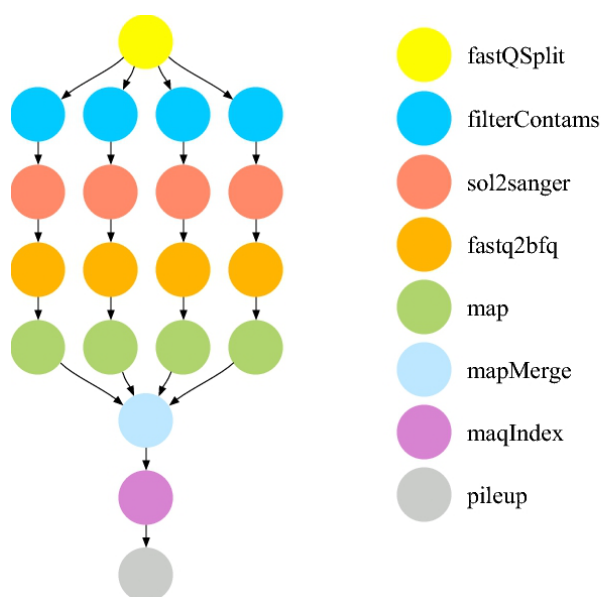 fastQSplit
filterContams
sol2sanger
fastq2bfq
map
mapMerge
maqIndex
pileup